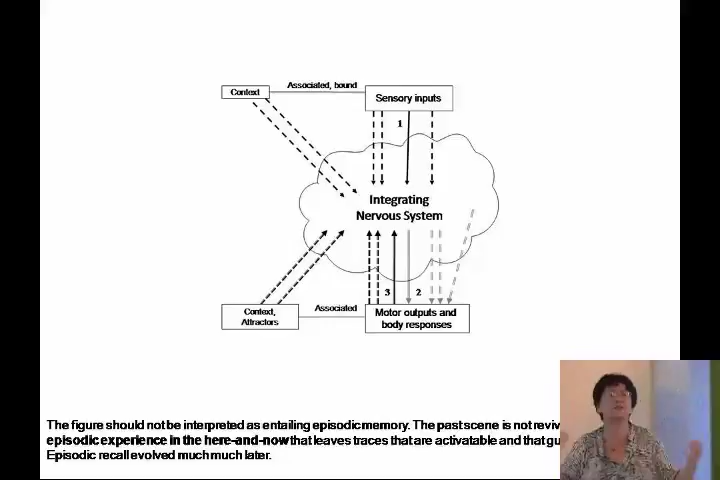 Context
Associated, bound
Sensory inputs
1
Integrating
Nervous System
3
2
Context,
Attractors
Associated
Motor outputs and
body responses
The figure should not be interpreted as entailing episodic memory. The past scene is not
episodic experience in the here-and-now that leaves traces that are activatable and that
Episodic recall evolved much much later.